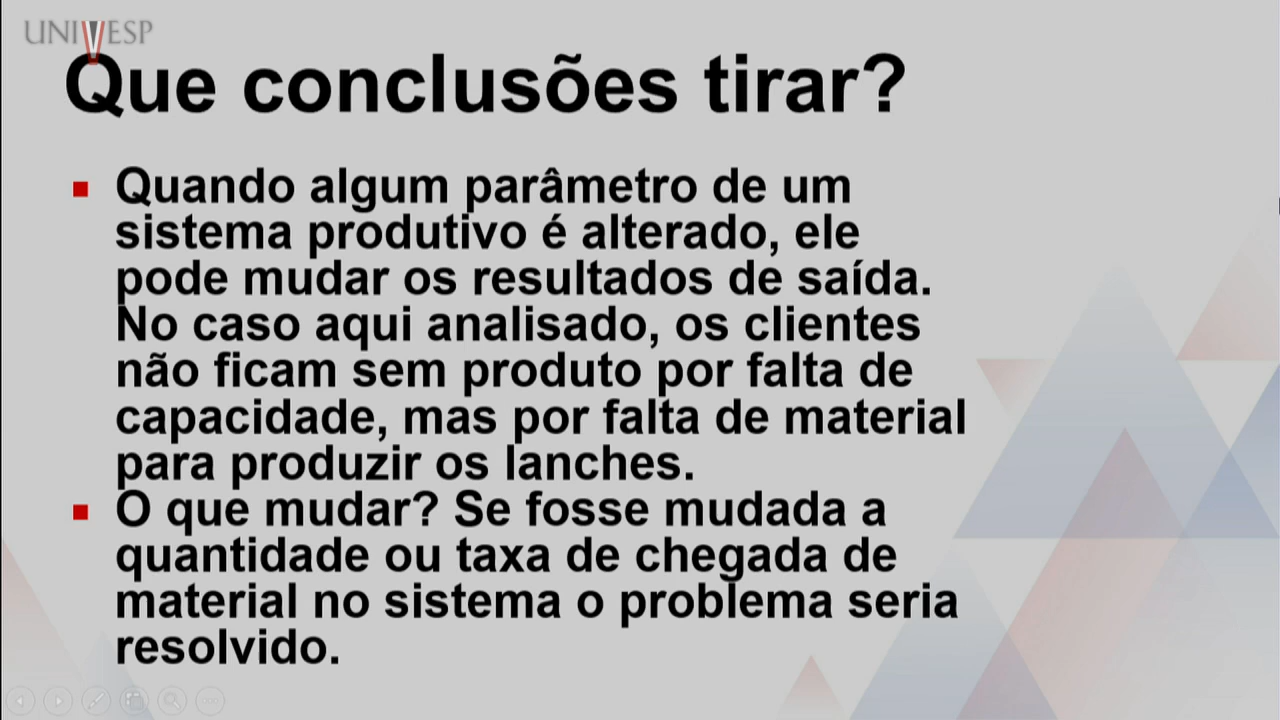 UNIVESP
Que conclusões tirar?
Quando algum parâmetro de um
sistema produtivo é alterado, ele
pode mudar os resultados de saída.
No caso aqui analisado, os clientes
não ficam sem produto por falta de
capacidade, mas por falta de material
para produzir os lanches.
O que mudar? Se fosse mudada a
quantidade ou taxa de chegada de
material no sistema o problema seria
resolvido.